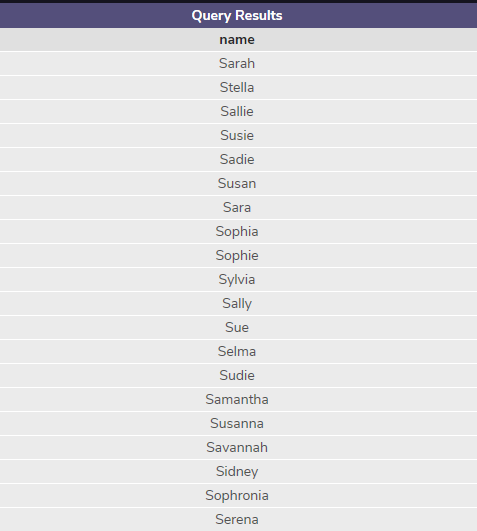 Query Results
name
Sarah
Stella
Sallie
Susie
Sadie
Susan
Sara
Sophia
Sophie
Sylvia
Sally
Sue
Selma
Sudie
Samantha
Susanna
Savannah
Sidney
Sophronia
Serena